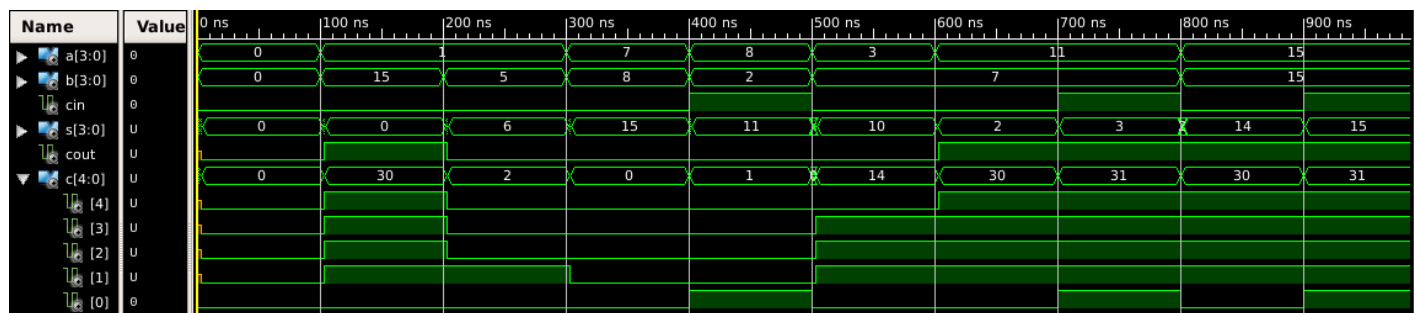 Name Value 0 ns 100 ns 200 ns 300 ns 400 ns 500 ns 600 ns 700 ns 800 ns 900 ns
a[3:0] 0 0 1 7 8 3 11 15
b[3:0] 0 0 15 5 8 2 7 15
cin 0
s[3:0] U 0 0 6 15 11 10 2 3 14 15
cout U
c[4:0] U 0 30 2 0 1 14 30 31 30 31
[4] U
[3] U
[2] U
[1] U
[0] 0